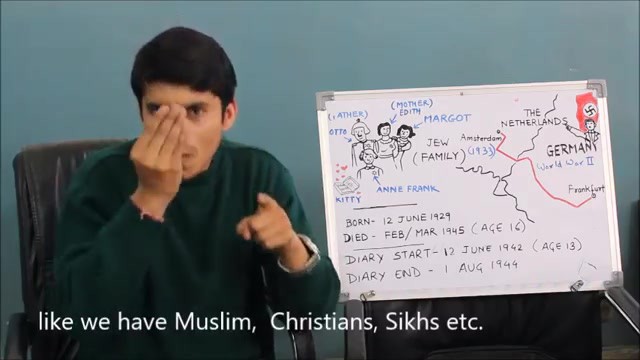 (MOTHER)
EDITH
OTTO
MARGOT
THE
NETHERLANDS
Amsterdam
(1933)
JEW
(FAMILY)
GERMANY
World War II
Frankfurt
ANNE FRANK
KITTY
BORN- 12 JUNE 1929
DIED- FEB/MAR 1945 (AGE 16)
DIARY START- 12 JUNE 1942 (AGE 13)
DIARY END - 1 AUG 1944
like we have Muslim, Christians, Sikhs etc.